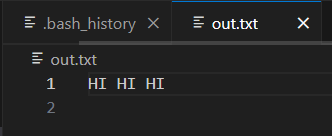 .bash_history × out.txt ×
out.txt
1 HI HI HI
2